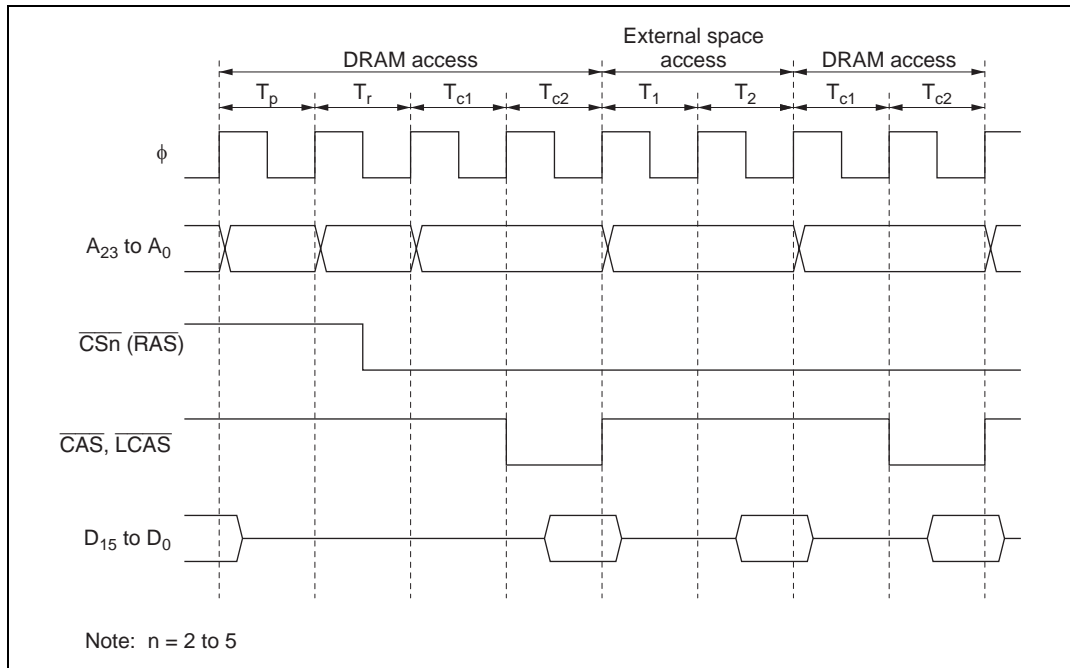 External space
DRAM access access DRAM access
Tp Tr Tc1 Tc2 T1 T2 Tc1 Tc2
φ
A23 to A0
CSn (RAS)
CAS, LCAS
D15 to D0
Note: n = 2 to 5